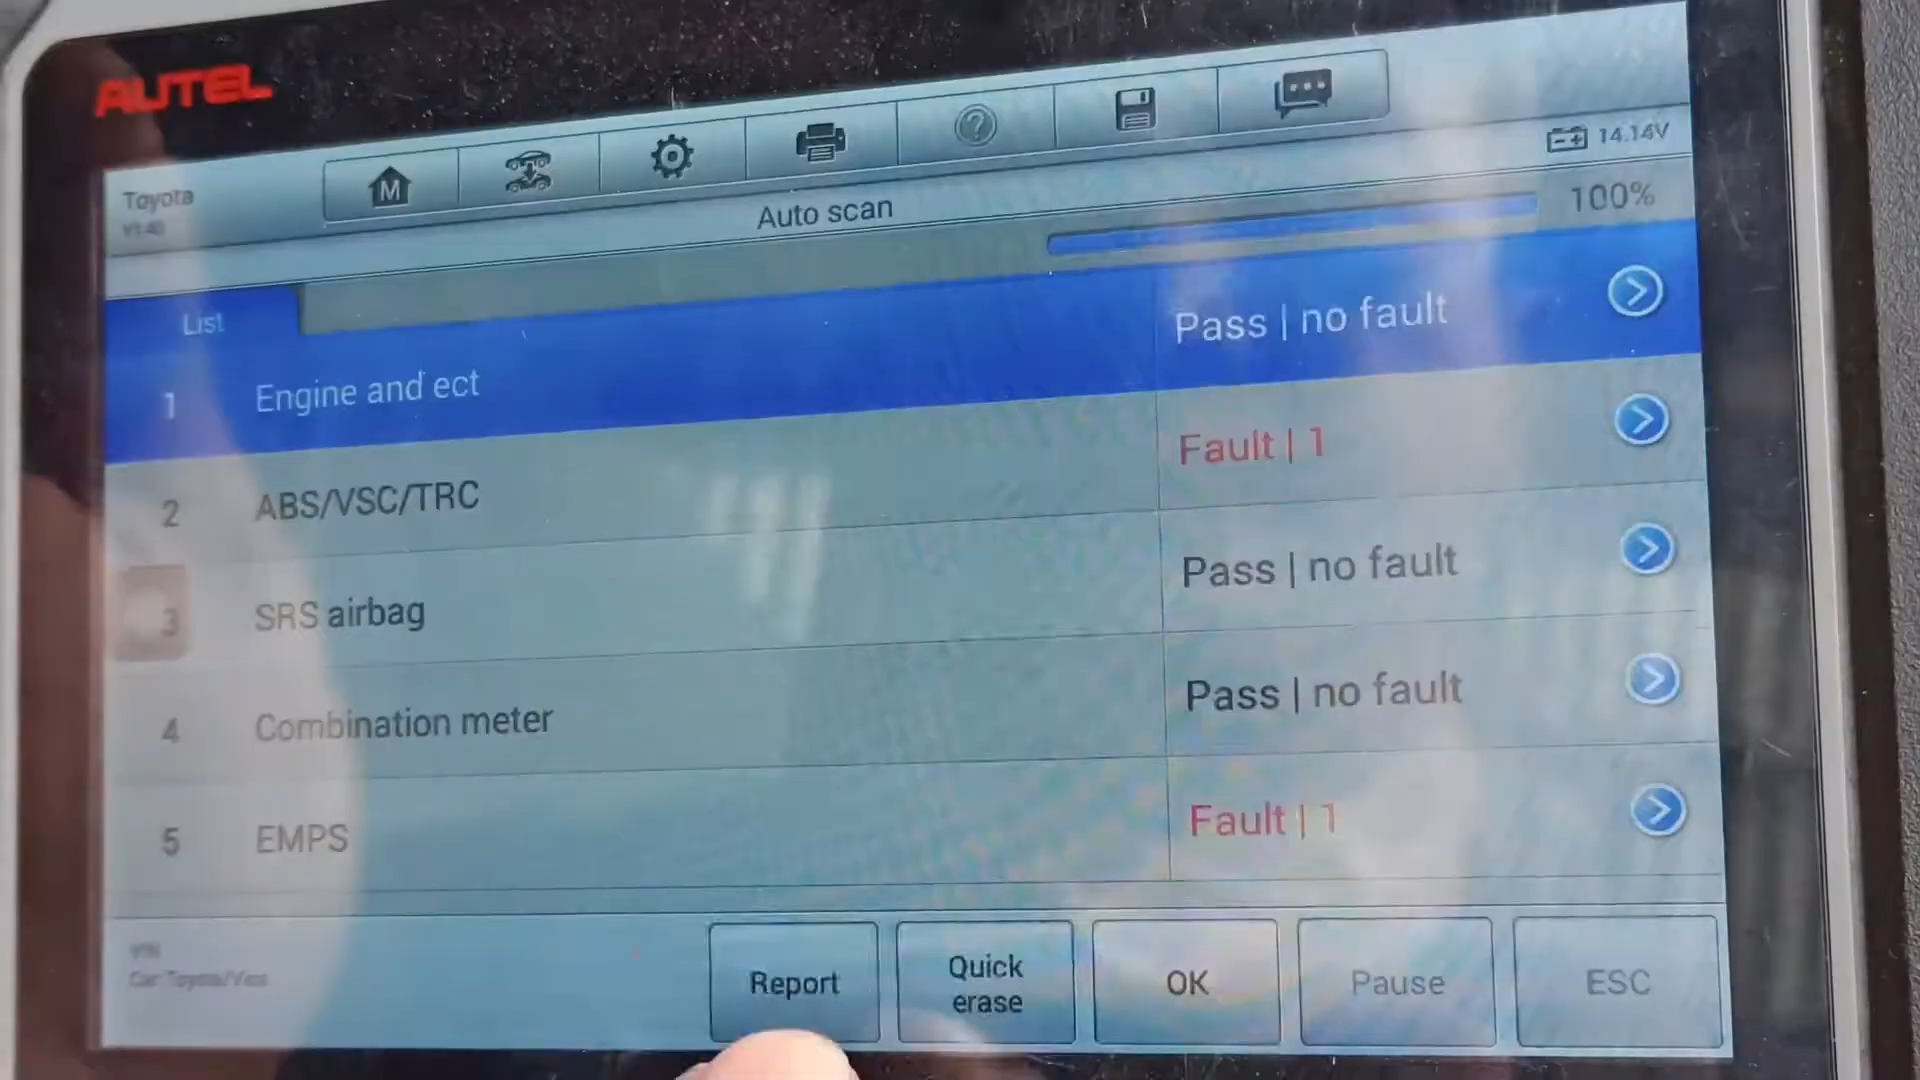 AUTEL
M
14.14V
Toyota
Auto scan
100%
List
1 Engine and ect Pass | no fault
2 ABS/VSC/TRC Fault | 1
3 SRS airbag Pass | no fault
4 Combination meter Pass | no fault
5 EMPS Fault | 1
Report
Quick
erase
OK
Pause
ESC